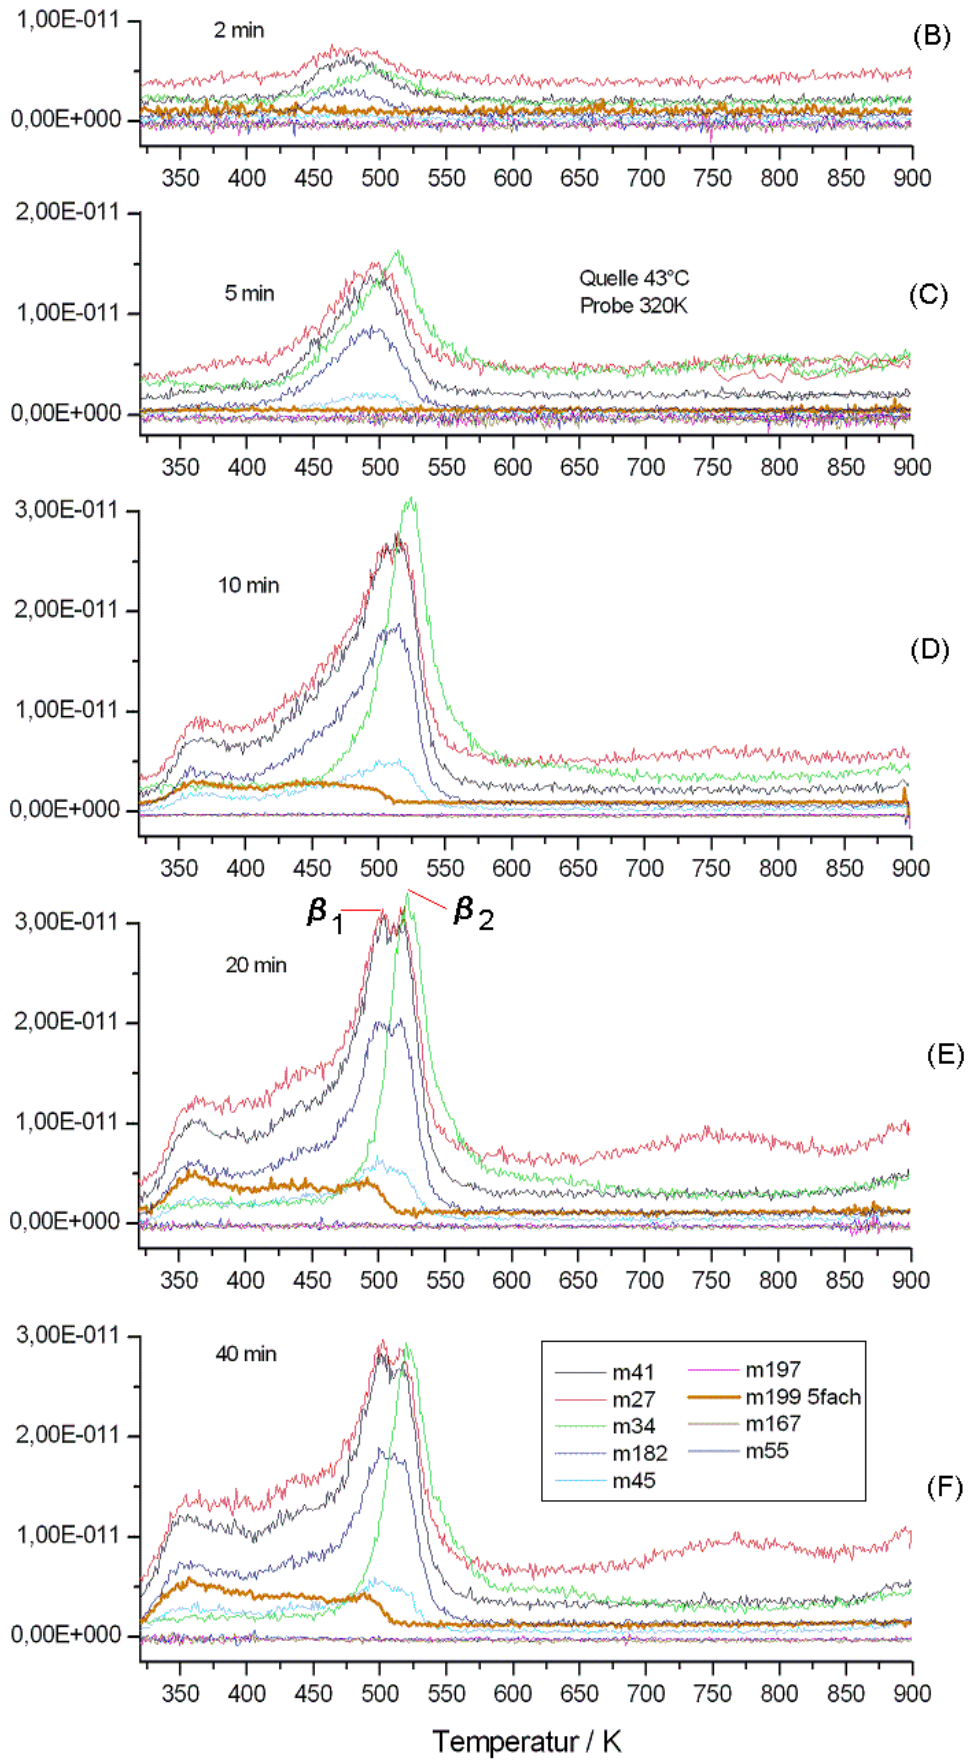 1,00E-011
2 min
(B)
0,00E+000
350 400 450 500 550 600 650 700 750 800 850 900
2,00E-011
5 min
Quelle 43°C
Probe 320K
(C)
1,00E-011
0,00E+000
350 400 450 500 550 600 650 700 750 800 850 900
3,00E-011
10 min
2,00E-011
(D)
1,00E-011
0,00E+000
350 400 450 500 550 600 650 700 750 800 850 900
β1 β2
3,00E-011
20 min
2,00E-011
(E)
1,00E-011
0,00E+000
350 400 450 500 550 600 650 700 750 800 850 900
3,00E-011
40 min
m41 m197
m27 m199 5fach
m34 m167
m182 m55
m45
2,00E-011
(F)
1,00E-011
0,00E+000
350 400 450 500 550 600 650 700 750 800 850 900
Temperatur / K